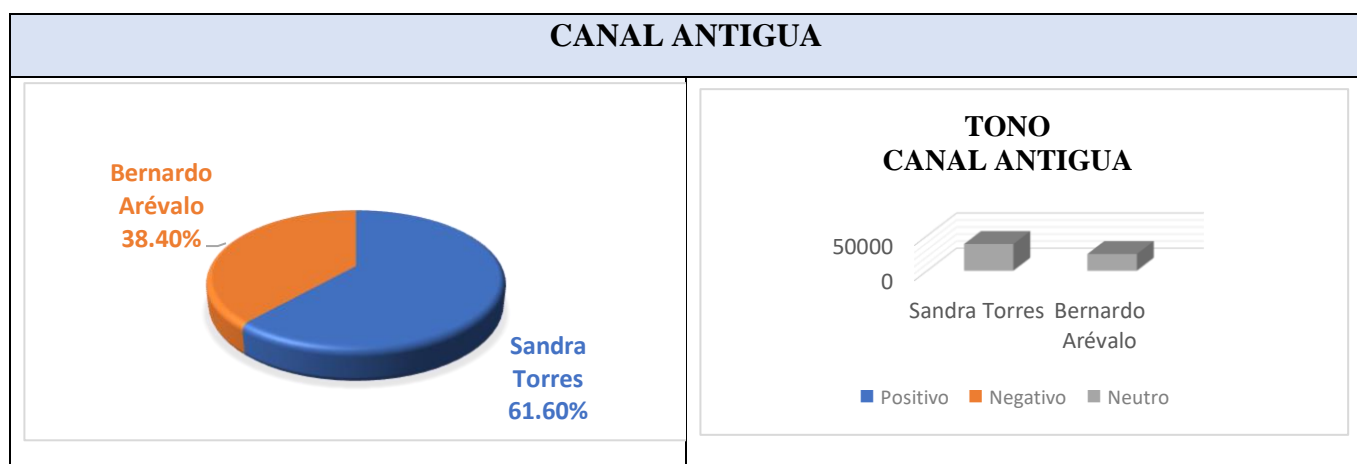 CANAL ANTIGUA
Bernardo
Arévalo
38.40%
Sandra
Torres
61.60%
TONO
CANAL ANTIGUA
50000
0
Sandra Torres Bernardo
Arévalo
Positivo Negativo Neutro